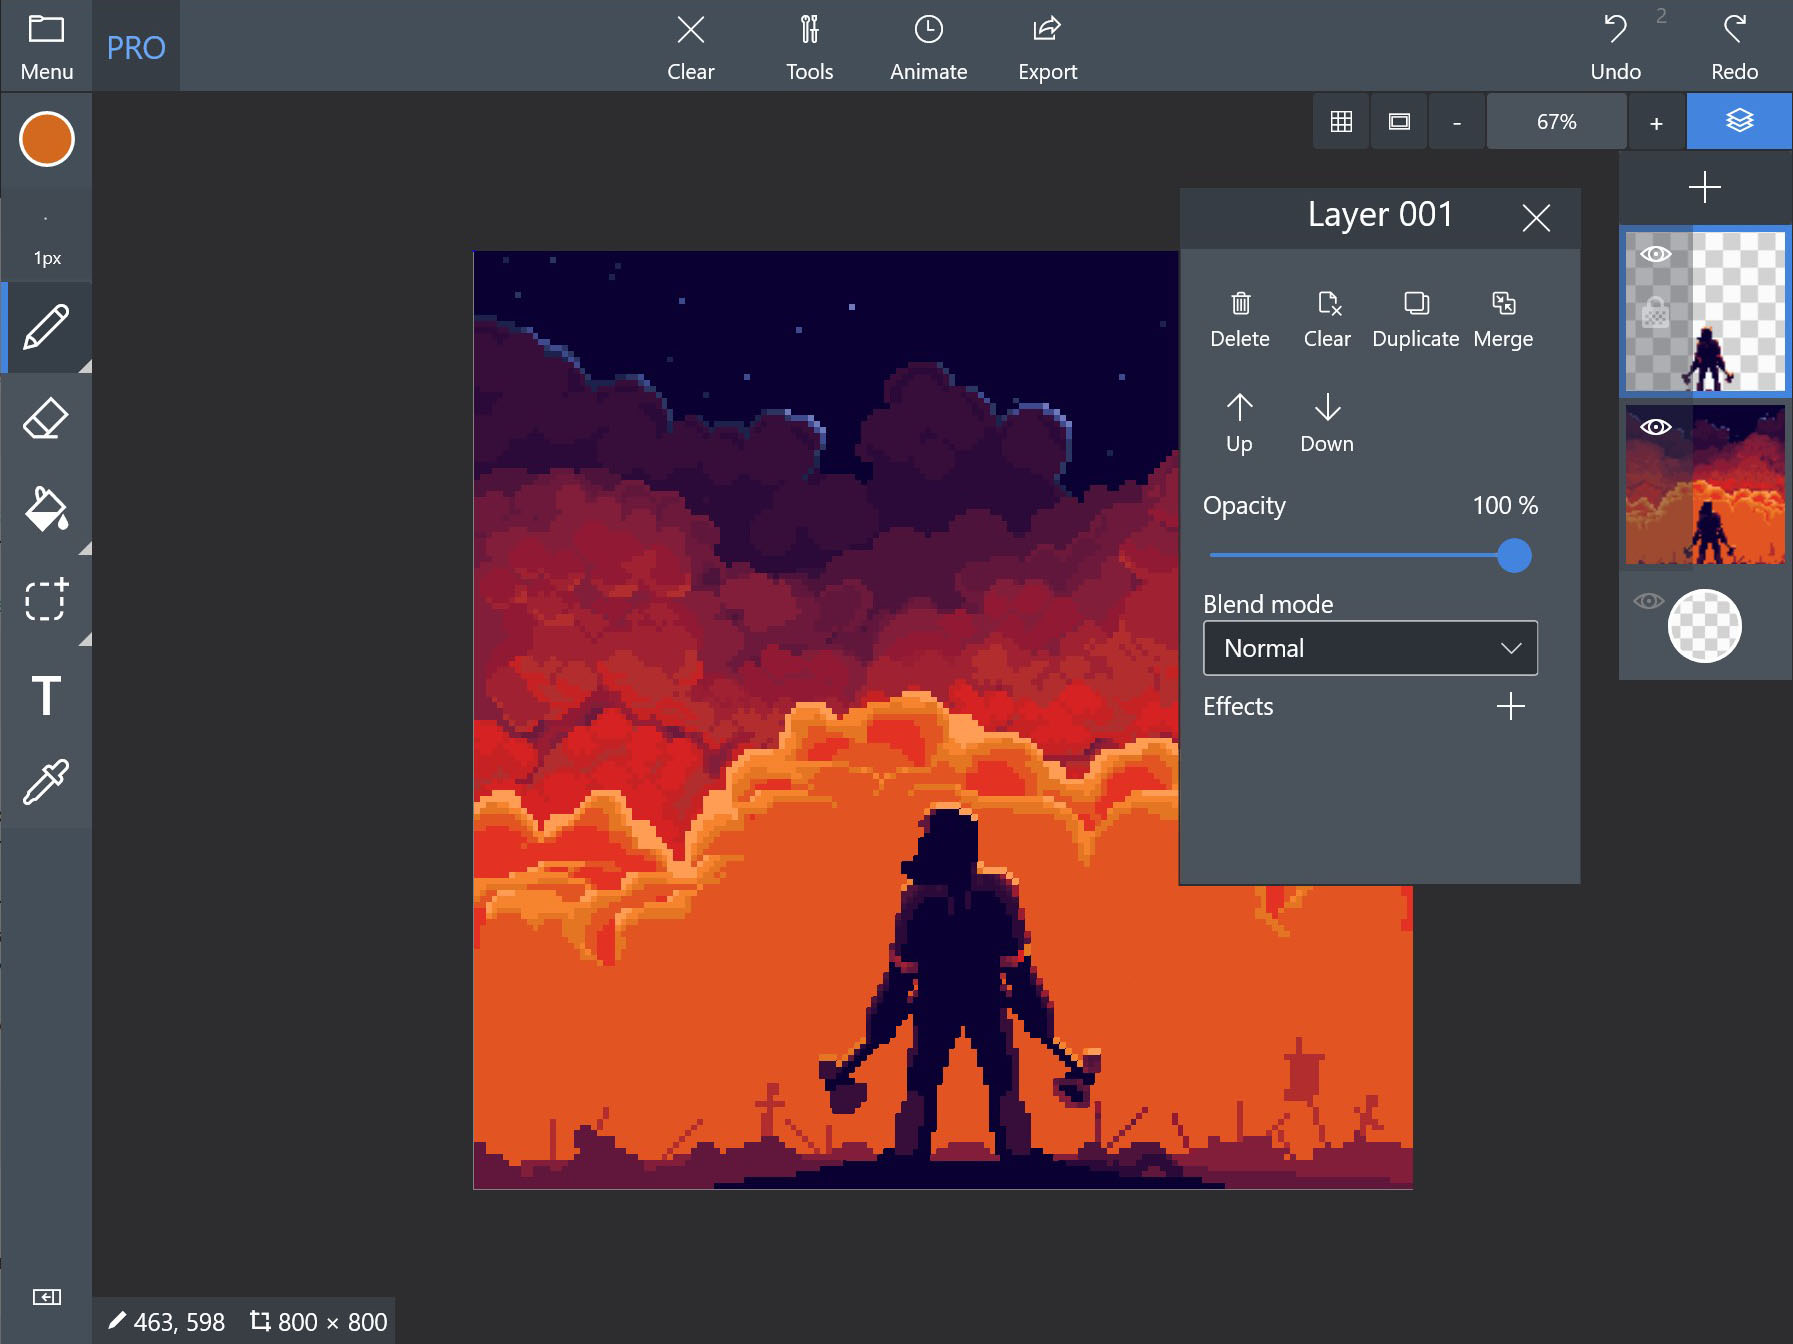 Menu
PRO
Clear
Tools
Animate
Export
Undo
2
Redo
1px
-
67%
+
Layer 001
Delete
Clear
Duplicate
Merge
Up
Down
Opacity
100 %
Blend mode
Normal
Effects
T
463, 598
800 × 800